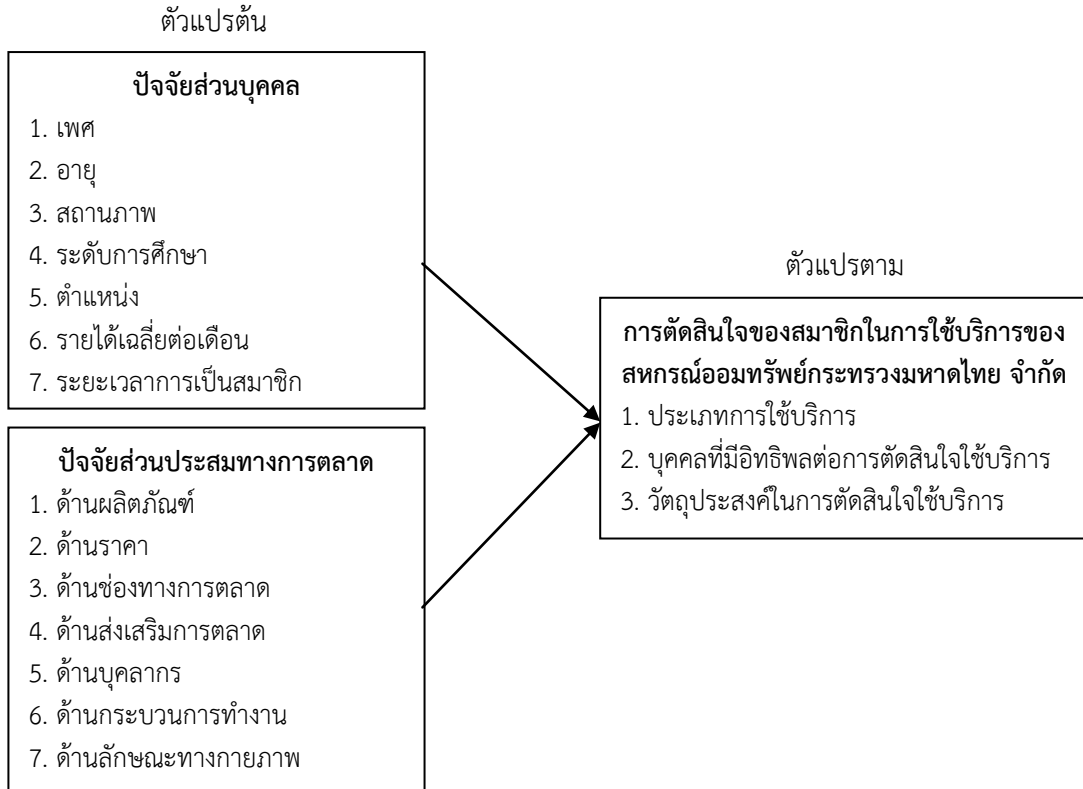 ตัวแปรต้น
ปัจจัยส่วนบุคคล
1. เพศ
2. อายุ
3. สถานภาพ
4. ระดับการศึกษา
5. ตำแหน่ง
6. รายได้เฉลี่ยต่อเดือน
7. ระยะเวลาการเป็นสมาชิก
ปัจจัยส่วนประสมทางการตลาด
1. ด้านผลิตภัณฑ์
2. ด้านราคา
3. ด้านช่องทางการตลาด
4. ด้านส่งเสริมการตลาด
5. ด้านบุคลากร
6. ด้านกระบวนการทำงาน
7. ด้านลักษณะทางกายภาพ
ตัวแปรตาม
การตัดสินใจของสมาชิกในการใช้บริการของ
สหกรณ์ออมทรัพย์กระทรวงมหาดไทย จำกัด
1. ประเภทการใช้บริการ
2. บุคคลที่มีอิทธิพลต่อการตัดสินใจใช้บริการ
3. วัตถุประสงค์ในการตัดสินใจใช้บริการ